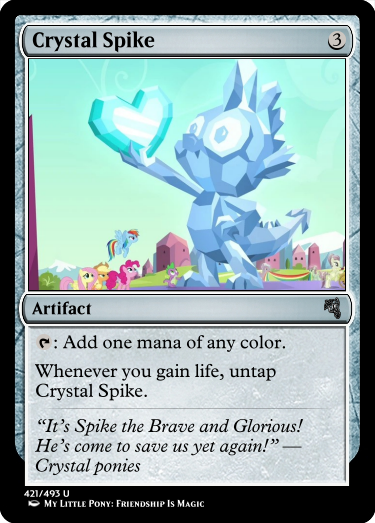 Crystal Spike 3
Artifact
: Add one mana of any color.
Whenever you gain life, untap
Crystal Spike.
“It’s Spike the Brave and Glorious!
He’s come to save us yet again!” —
Crystal ponies
421/493 U
My Little Pony: Friendship Is Magic